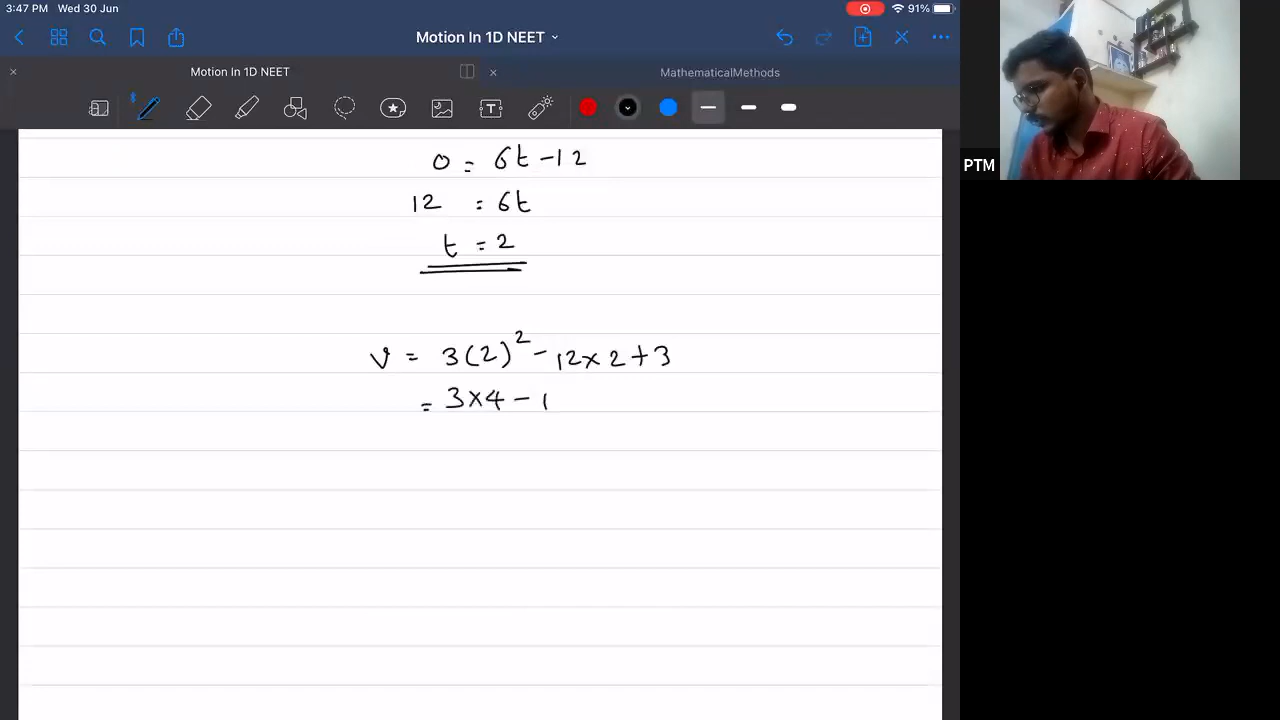 3:47 PM Wed 30 Jun 91%
Motion In 1D NEET
Motion In 1D NEET MathematicalMethods
PTM
0 = 6t - 12
12 = 6t
t = 2
v = 3(2)² - 12 × 2 + 3
= 3×4 - 1